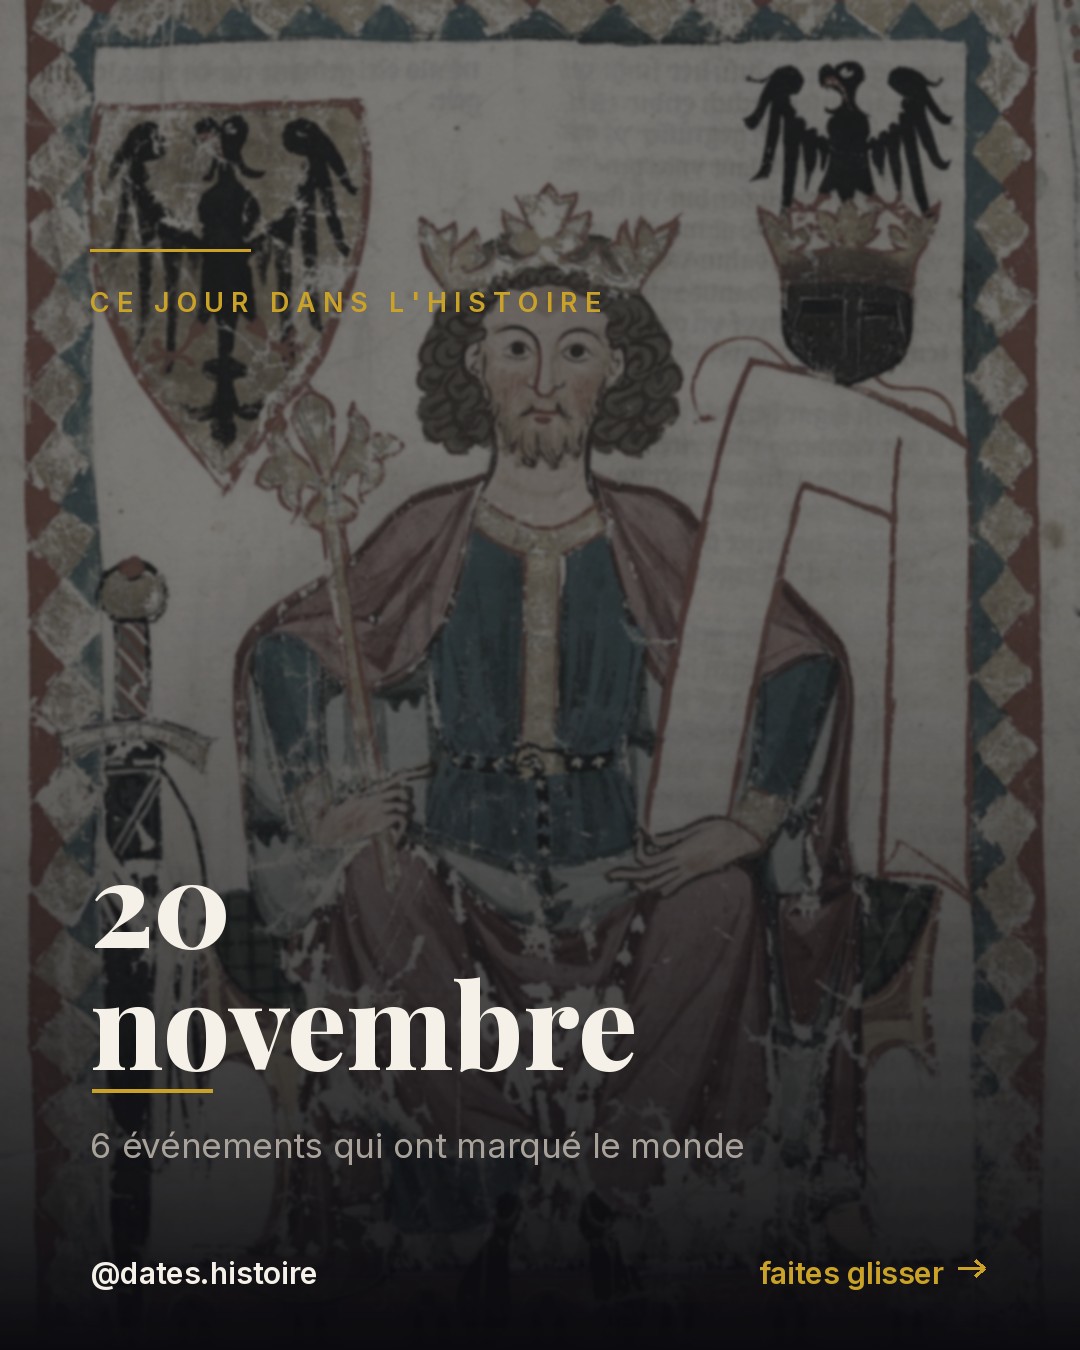 CE JOUR DANS L'HISTOIRE
20
novembre
6 événements qui ont marqué le monde
@dates.histoire
faites glisser →